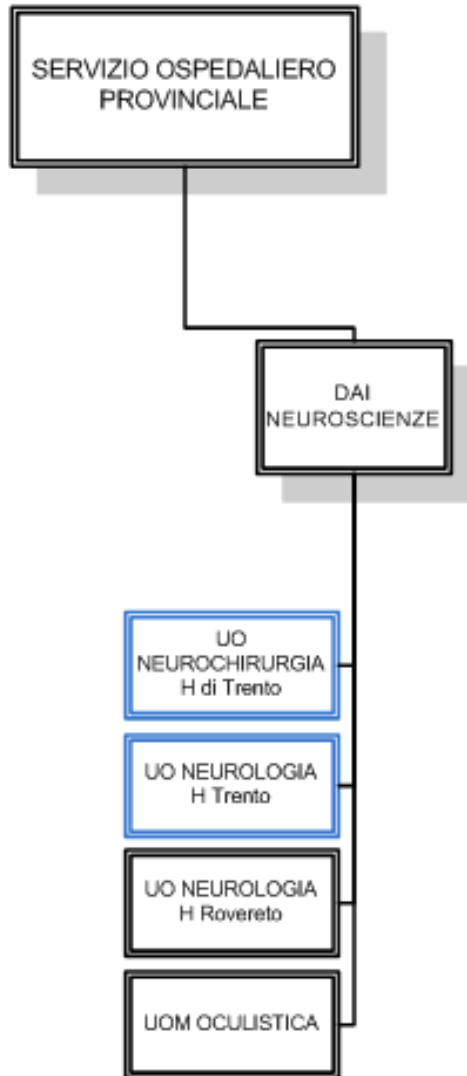 SERVIZIO OSPEDALIERO
PROVINCIALE
DAI
NEUROSCIENZE
UO
NEUROCHIRURGIA
H di Trento
UO NEUROLOGIA
H Trento
UO NEUROLOGIA
H Rovereto
UOM OCULISTICA